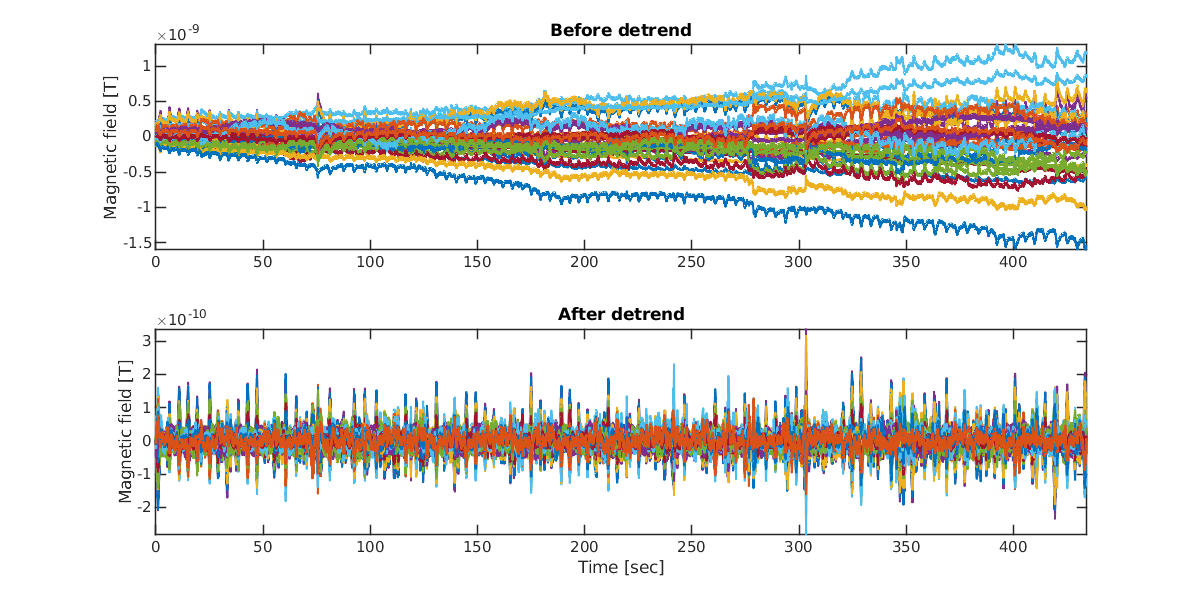 Before detrend
×10-9
Magnetic field [T]
1
0.5
0
-0.5
-1
-1.5
0 50 100 150 200 250 300 350 400
After detrend
×10-10
Magnetic field [T]
3
2
1
0
-1
-2
0 50 100 150 200 250 300 350 400
Time [sec]